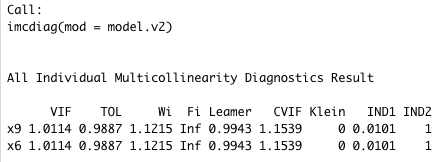 Call:
imcdiag(mod = model.v2)
All Individual Multicollinearity Diagnostics Result
VIF TOL Wi Fi Leamer CVIF Klein IND1 IND2
x9 1.0114 0.9887 1.1215 Inf 0.9943 1.1539 0 0.0101 1
x6 1.0114 0.9887 1.1215 Inf 0.9943 1.1539 0 0.0101 1